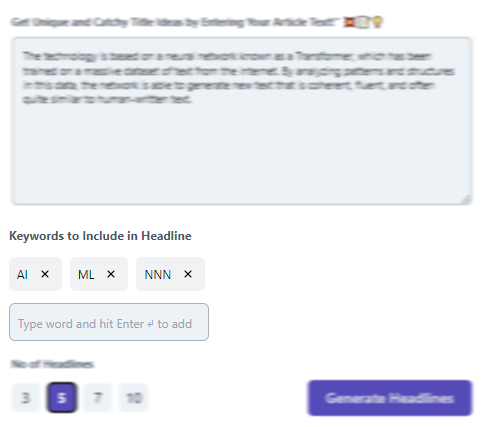 Get Unique and Catchy Title Ideas by Entering Your Article Text!
The technology is based on a neural network known as a Transformer, which has been
trained on a massive dataset of text from the internet. By analyzing patterns and structures
in this data, the network is able to generate new text that is coherent, fluent, and often
quite similar to human-written text.
Keywords to Include in Headline
AI × ML × NNN ×
Type word and hit Enter ↵ to add
No of Headlines
3 5 7 10 Generate Headlines